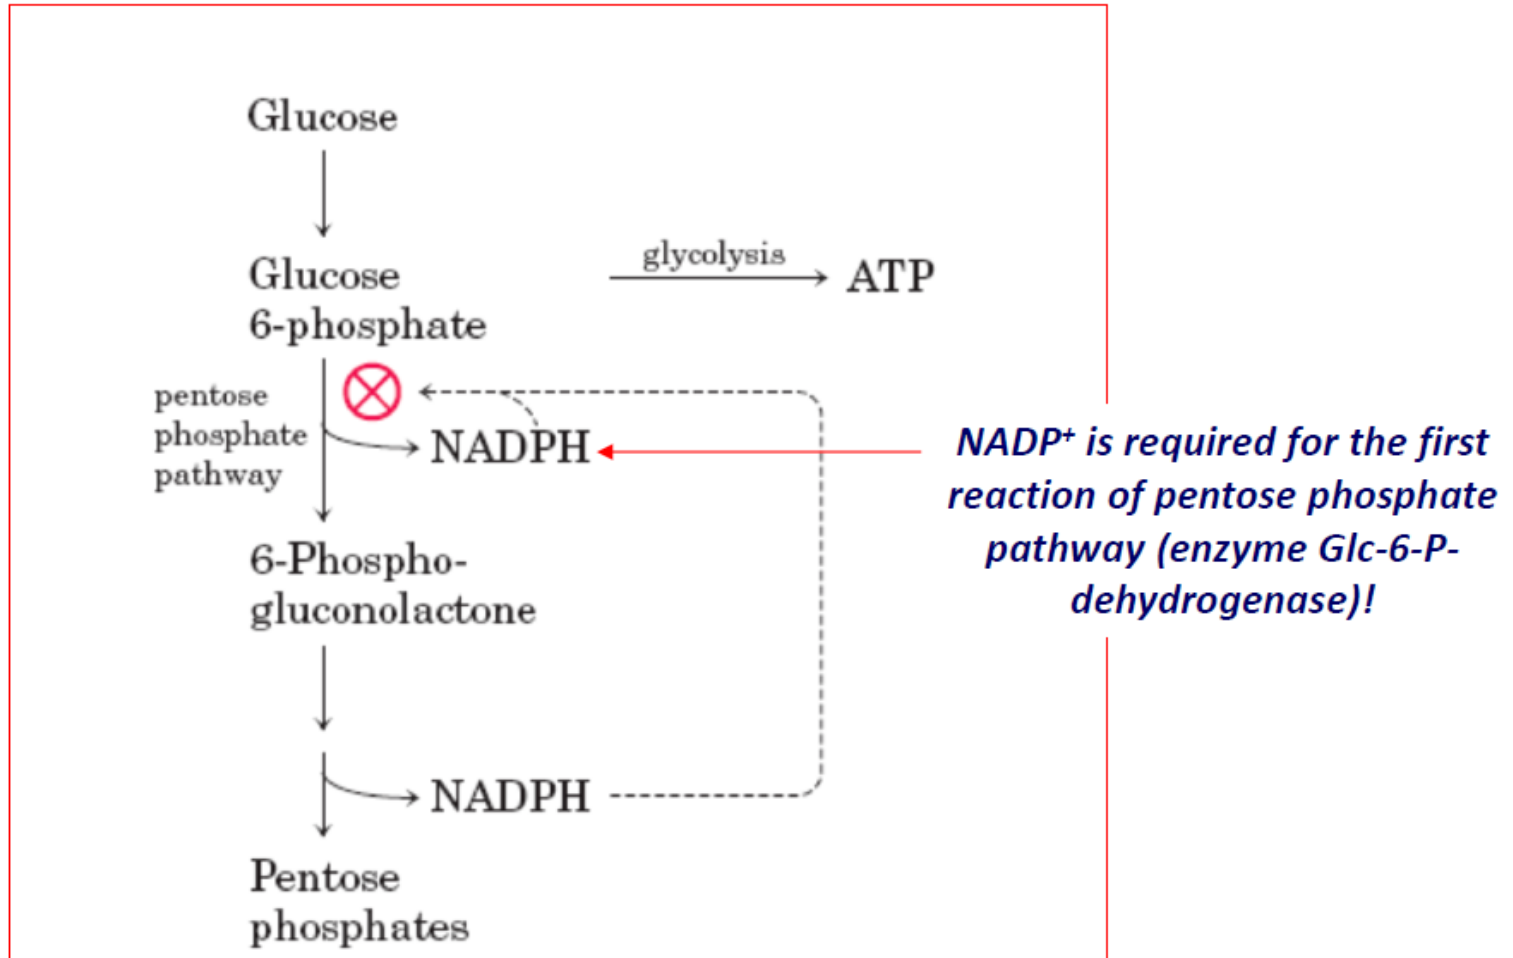 Glucose
Glucose
6-phosphate
glycolysis
ATP
pentose
phosphate
pathway
NADPH
NADP⁺ is required for the first
reaction of pentose phosphate
pathway (enzyme Glc-6-P-
dehydrogenase)!
6-Phospho-
gluconolactone
NADPH
Pentose
phosphates